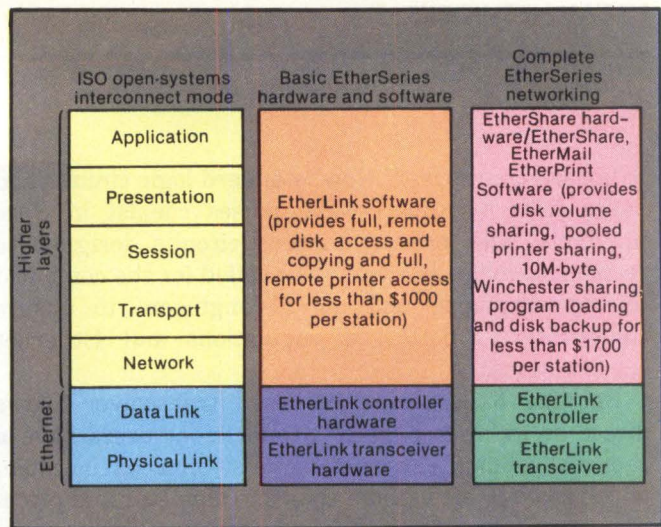 ISO open-systems
interconnect mode
Basic EtherSeries
hardware and software
Complete
EtherSeries
networking
Higher
layers
Application
Presentation
Session
Transport
Network
EtherLink software
(provides full, remote
disk access and
copying and full,
remote printer access
for less than $1000
per station)
EtherShare hard-
ware/EtherShare,
EtherMail
EtherPrint
Software (provides
disk volume
sharing, pooled
printer sharing,
10M-byte
Winchester sharing,
program loading
and disk backup for
less than $1700
per station)
Ethernet
Data Link
Physical Link
EtherLink controller
hardware
EtherLink transceiver
hardware
EtherLink
controller
EtherLink
transceiver